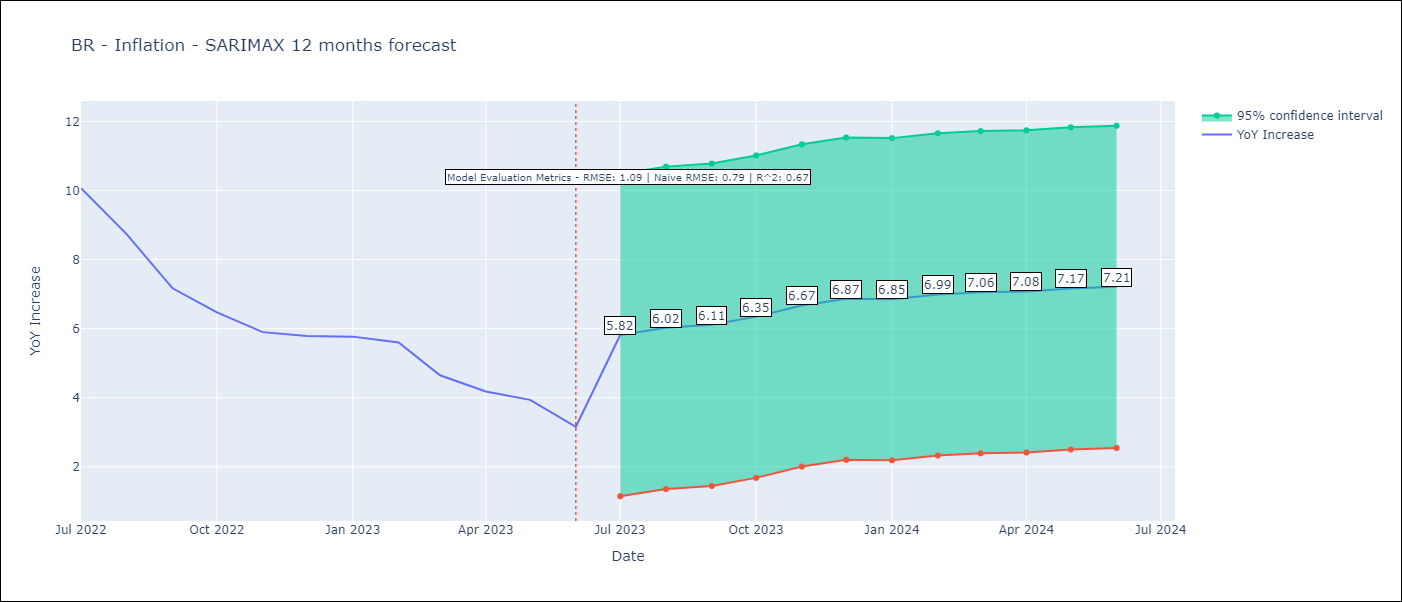 BR - Inflation - SARIMAX 12 months forecast
95% confidence interval
YoY Increase
Model Evaluation Metrics - RMSE: 1.09 | Naive RMSE: 0.79 | R^2: 0.67
12
10
8
6
4
2
YoY Increase
5.82
6.02
6.11
6.35
6.67
6.87
6.85
6.99
7.06
7.08
7.17
7.21
Jul 2022
Oct 2022
Jan 2023
Apr 2023
Jul 2023
Oct 2023
Jan 2024
Apr 2024
Jul 2024
Date